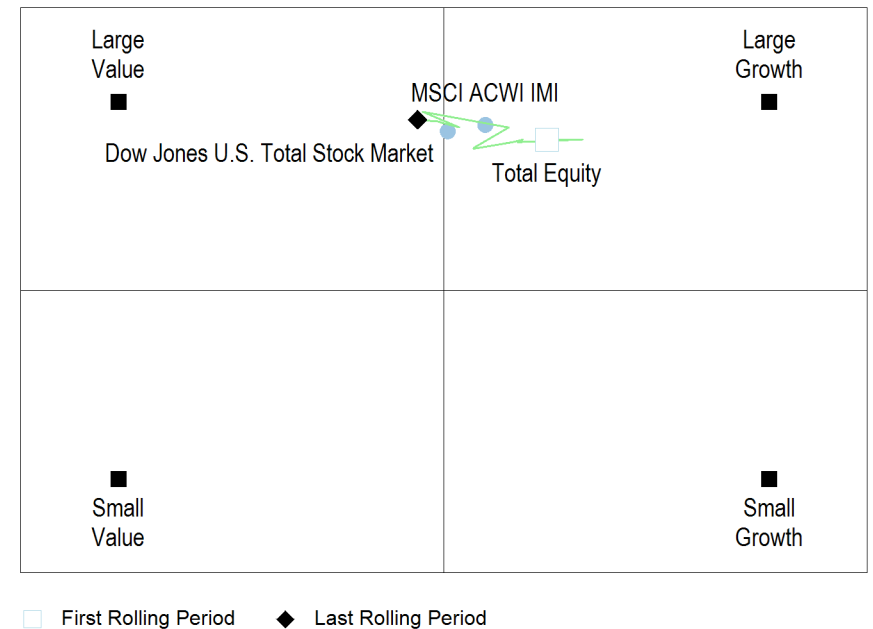 Large
Value
Large
Growth
MSCI ACWI IMI
Dow Jones U.S. Total Stock Market
Total Equity
Small
Value
Small
Growth
First Rolling Period
Last Rolling Period